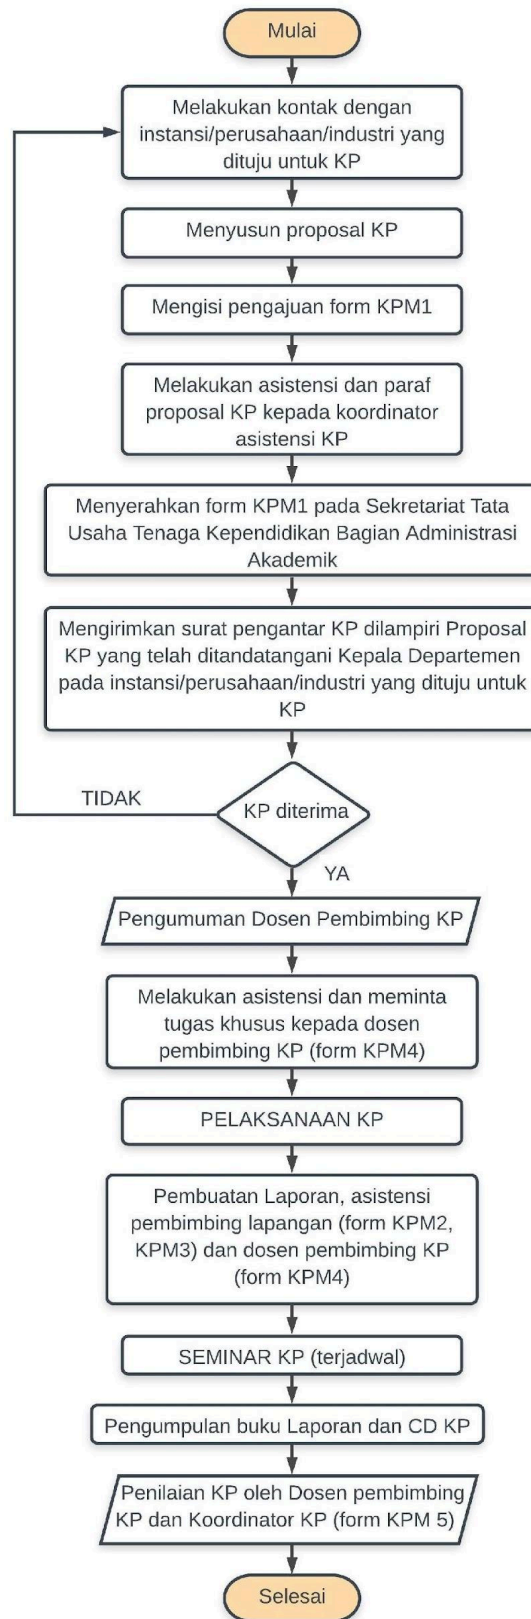 Mulai
Melakukan kontak dengan
instansi/perusahaan/industri yang
dituju untuk KP
Menyusun proposal KP
Mengisi pengajuan form KPM1
Melakukan asistensi dan paraf
proposal KP kepada koordinator
asistensi KP
Menyerahkan form KPM1 pada Sekretariat Tata
Usaha Tenaga Kependidikan Bagian Administrasi
Akademik
Mengirimkan surat pengantar KP dilampiri Proposal
KP yang telah ditandatangani Kepala Departemen
pada instansi/perusahaan/industri yang dituju untuk
KP
TIDAK
KP diterima
YA
Pengumuman Dosen Pembimbing KP
Melakukan asistensi dan meminta
tugas khusus kepada dosen
pembimbing KP (form KPM4)
PELAKSANAAN KP
Pembuatan Laporan, asistensi
pembimbing lapangan (form KPM2,
KPM3) dan dosen pembimbing KP
(form KPM4)
SEMINAR KP (terjadwal)
Pengumpulan buku Laporan dan CD KP
Penilaian KP oleh Dosen pembimbing
KP dan Koordinator KP (form KPM 5)
Selesai